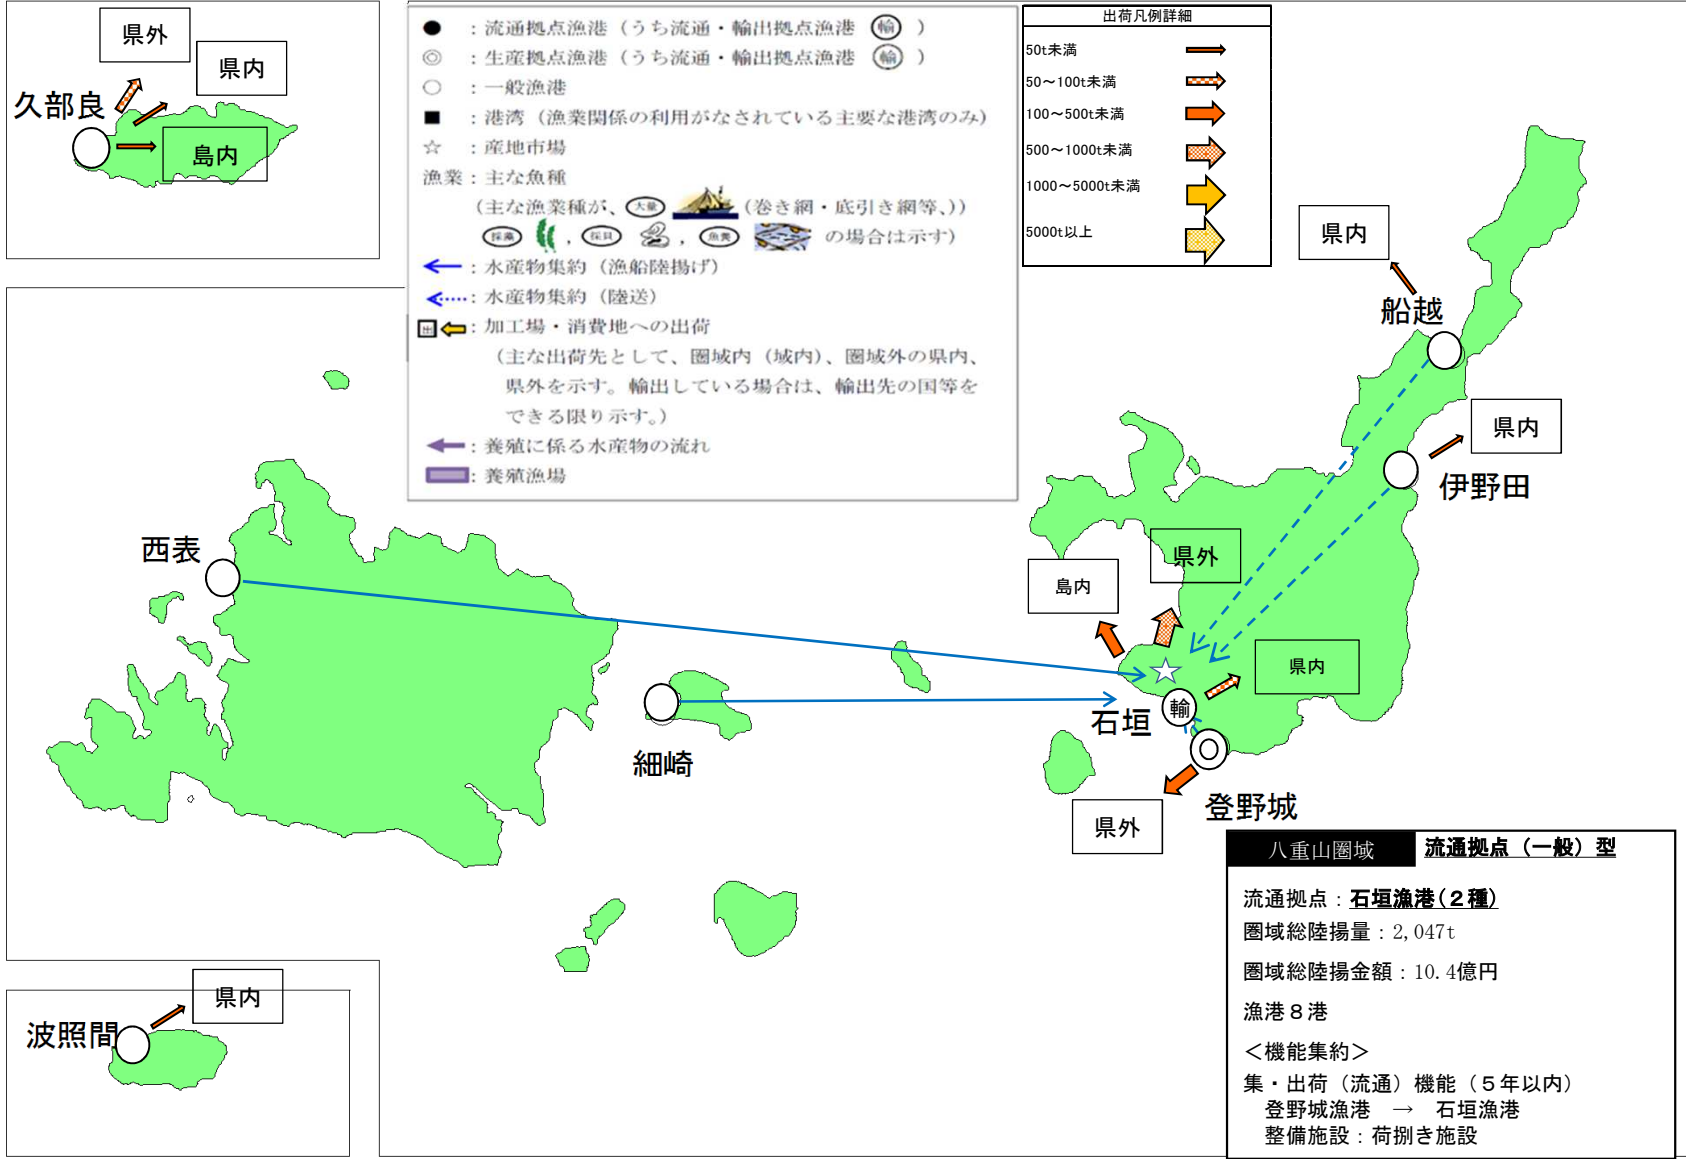 県外
県内
久部良
島内
● ：流通拠点漁港（うち流通・輸出拠点漁港 輸 ）
◎ ：生産拠点漁港（うち流通・輸出拠点漁港 輸 ）
○ ：一般漁港
■ ：港湾（漁業関係の利用がなされている主要な港湾のみ）
☆ ：産地市場
漁業：主な魚種
（主な漁業種が、 大量 （巻き網・底引き網等、））
採藻 ， 採貝 ， 魚類 の場合は示す）
：水産物集約（漁船陸揚げ）
：水産物集約（陸送）
出 ：加工場・消費地への出荷
（主な出荷先として、圏域内（域内）、圏域外の県内、
県外を示す。輸出している場合は、輸出先の国等を
できる限り示す。）
：養殖に係る水産物の流れ
：養殖漁場
出荷凡例詳細
50t未満
50～100t未満
100～500t未満
500～1000t未満
1000～5000t未満
5000t以上
県内
船越
県内
伊野田
県外
島内
県内
西表
石垣
輸
細崎
登野城
県外
県内
波照間
八重山圏域
流通拠点（一般）型
流通拠点：石垣漁港(２種)
圏域総陸揚量：2,047t
圏域総陸揚金額：10.4億円
漁港８港
＜機能集約＞
集・出荷（流通）機能（５年以内）
登野城漁港　→　石垣漁港
整備施設：荷捌き施設